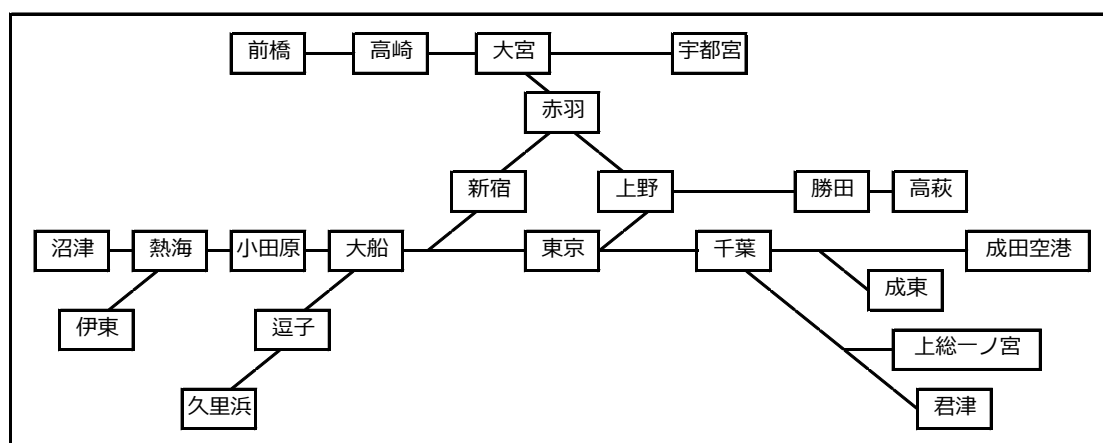 前橋
高崎
大宮
宇都宮
赤羽
新宿
上野
勝田
高萩
沼津
熱海
小田原
大船
東京
千葉
成田空港
成東
伊東
逗子
上総一ノ宮
久里浜
君津